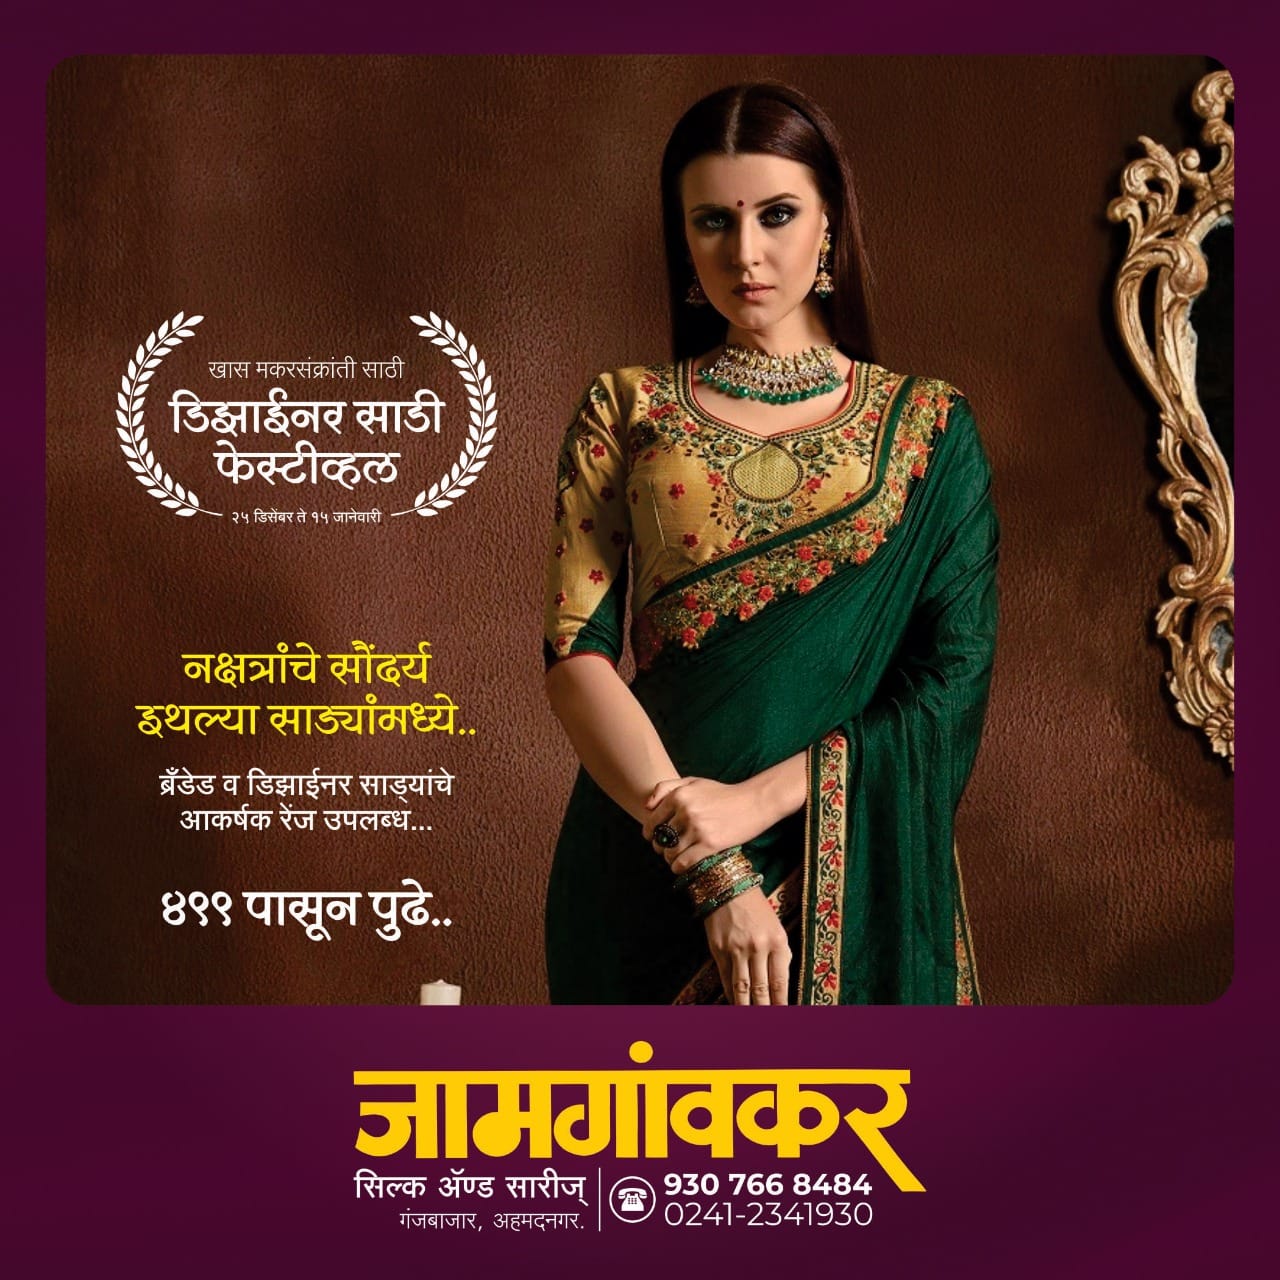 खास मकरसंक्रांती साठी
डिझाईनर साडी
फेस्टीव्हल
२५ डिसेंबर ते १५ जानेवारी
नक्षत्रांचे सौंदर्य
इथल्या साड्यांमध्ये..
ब्रँडेड व डिझाईनर साड्यांचे
आकर्षक रेंज उपलब्ध...
४९९ पासून पुढे..
जामगांवकर
सिल्क ॲण्ड सारीज्
गंजबाजार, अहमदनगर.
930 766 8484
0241-2341930